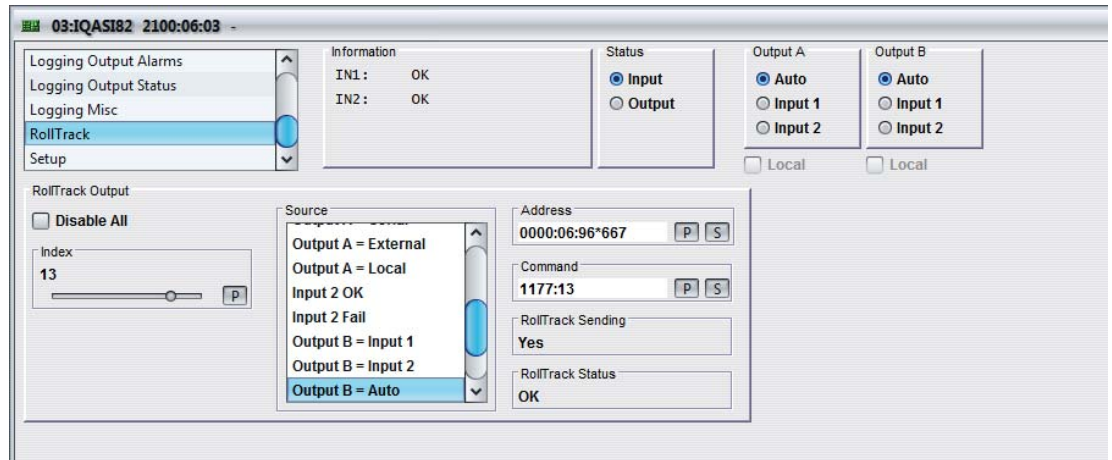 03:IQASI82 2100:06:03 -
Logging Output Alarms
Logging Output Status
Logging Misc
RollTrack
Setup
Information
IN1: OK
IN2: OK
Status
Input
Output
Output A
Auto
Input 1
Input 2
Local
Output B
Auto
Input 1
Input 2
Local
RollTrack Output
Disable All
Index
13
P
Source
Output A = External
Output A = Local
Input 2 OK
Input 2 Fail
Output B = Input 1
Output B = Input 2
Output B = Auto
Address
0000:06:96*667 P S
Command
1177:13 P S
RollTrack Sending
Yes
RollTrack Status
OK